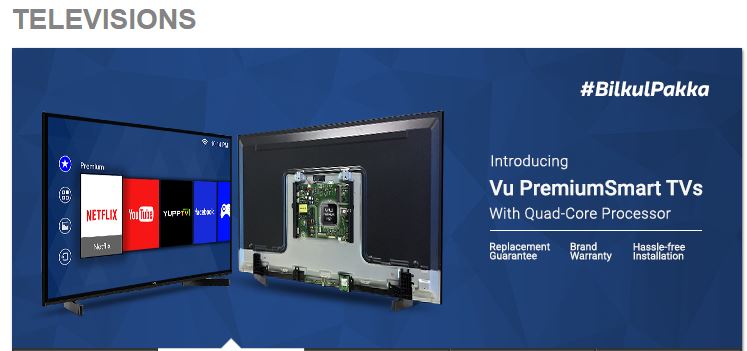 TELEVISIONS
#BilkulPakka
Introducing
Vu PremiumSmart TVs
With Quad-Core Processor
Replacement Guarantee
Brand Warranty
Hassle-free Installation
Premium
NETFLIX
YouTube
YUPPTV
facebook
Netflix